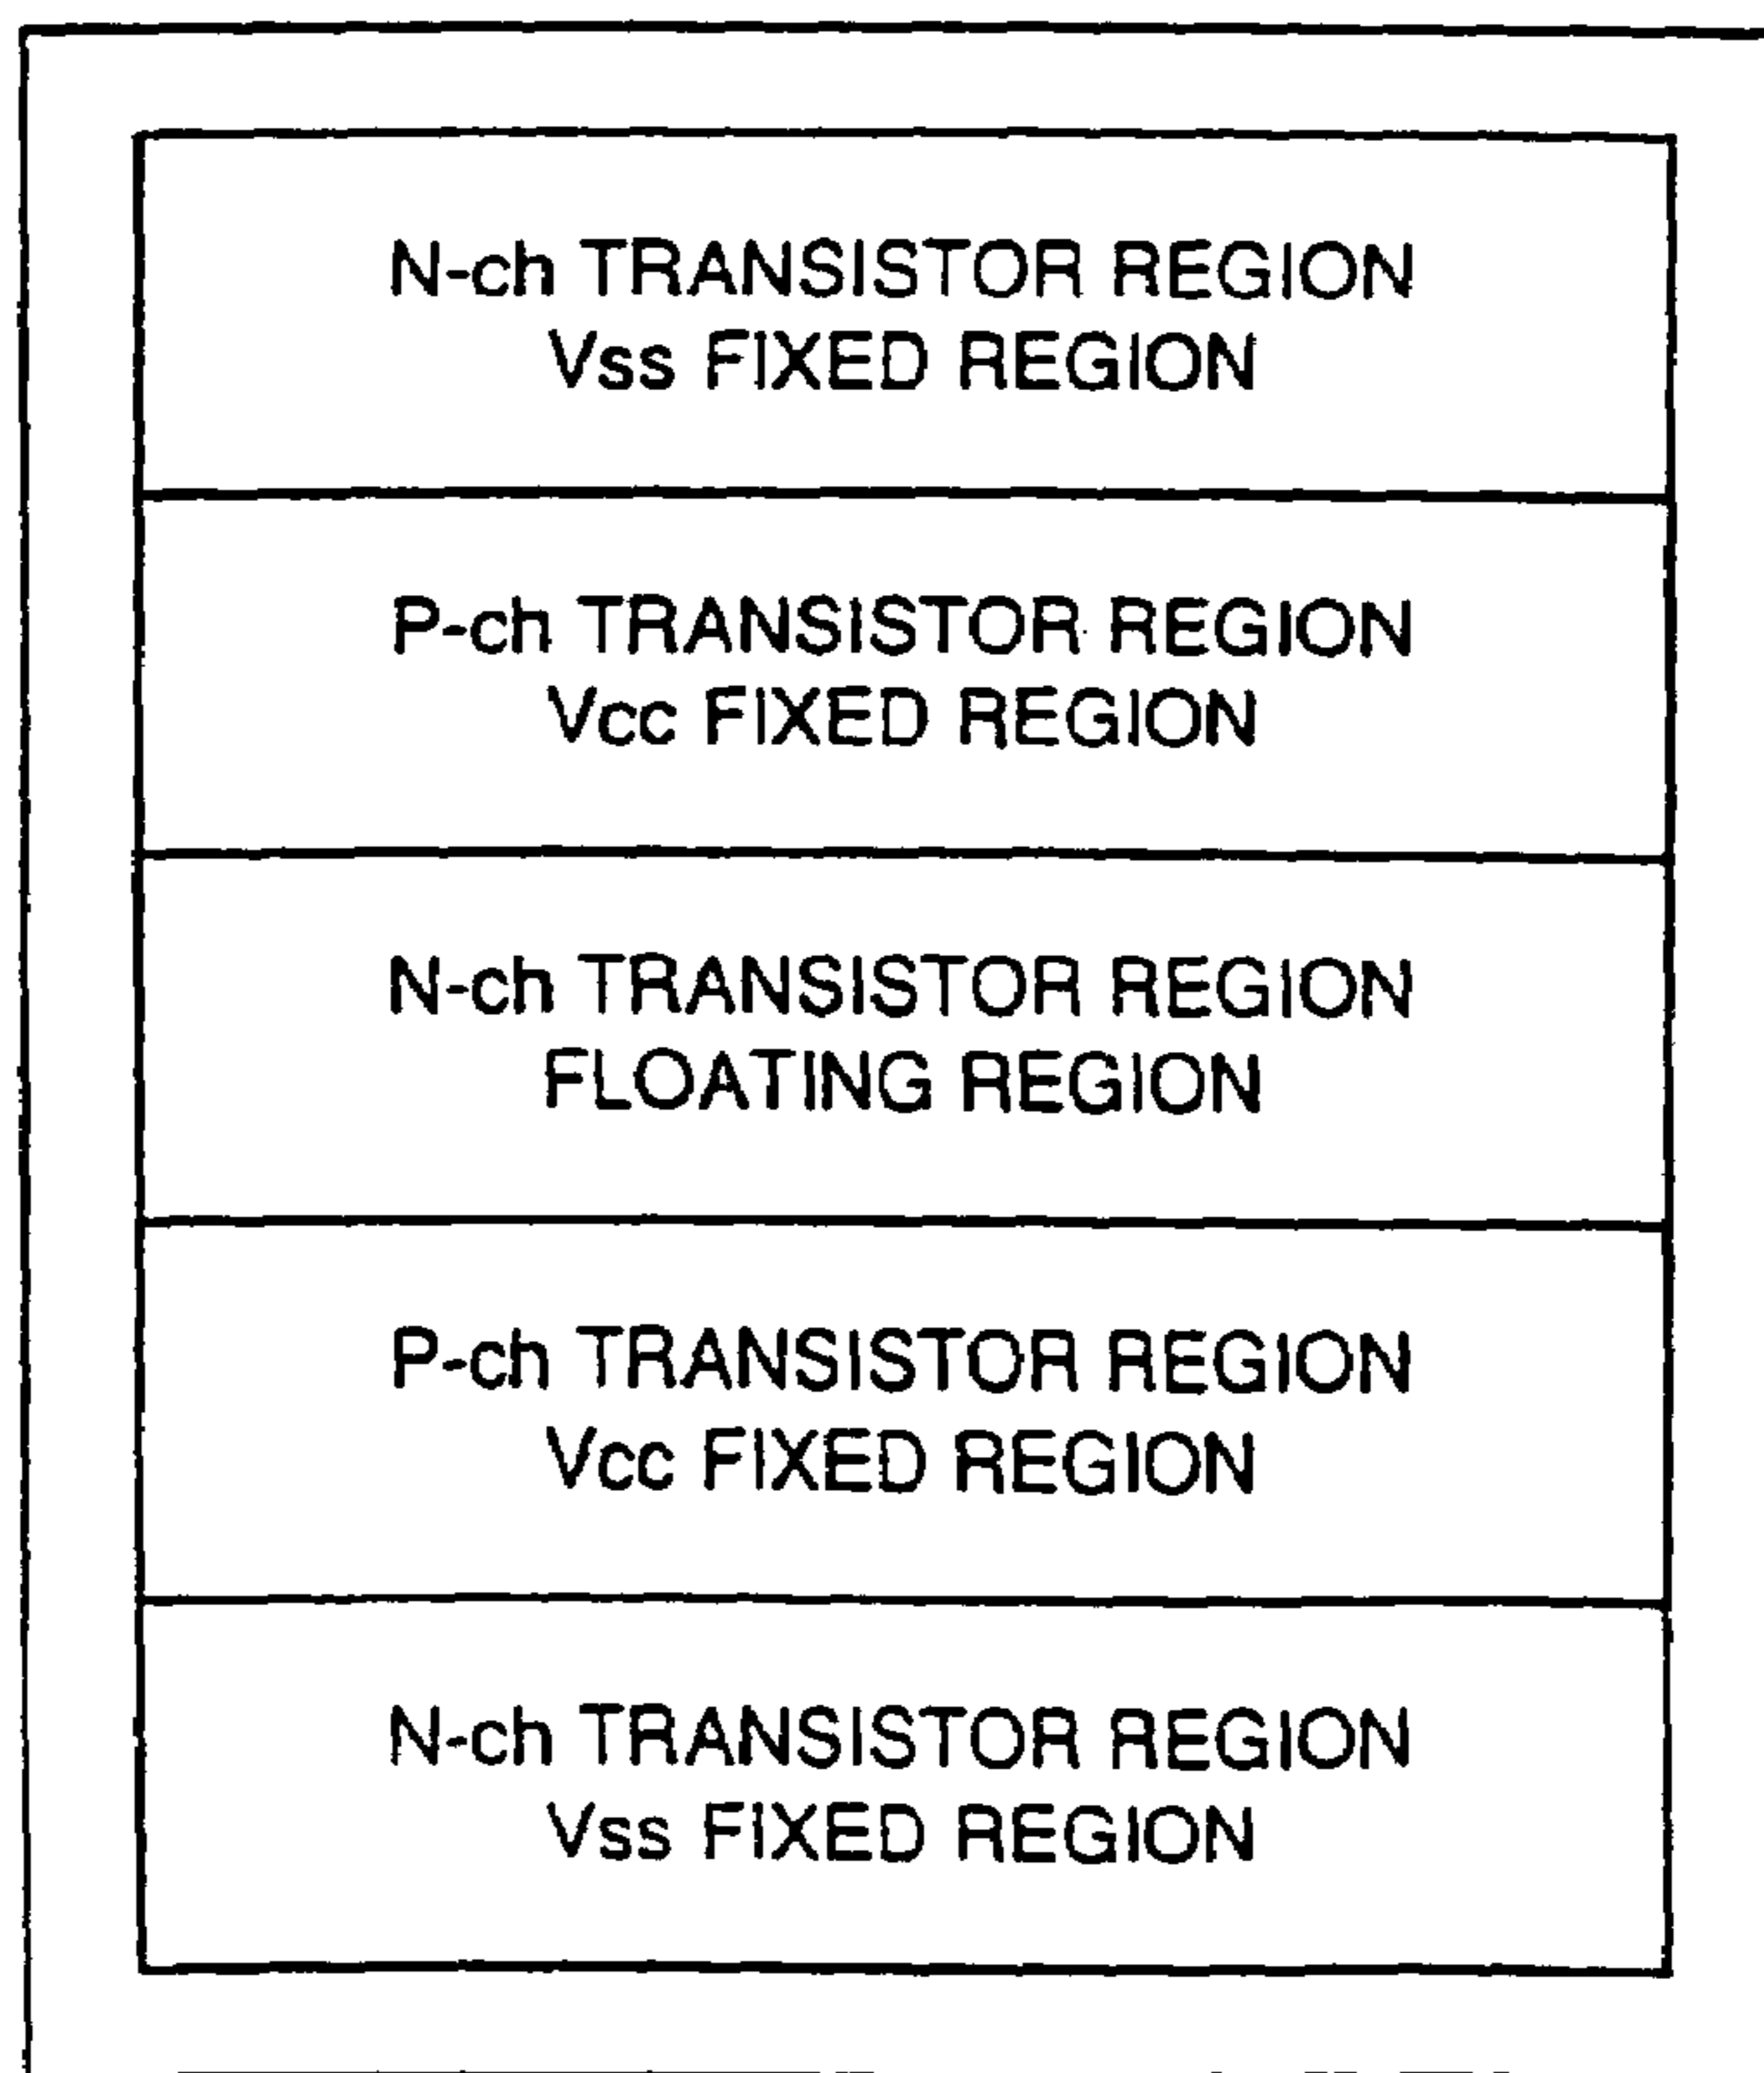 N-ch TRANSISTOR REGION
Vss FIXED REGION
P-ch TRANSISTOR REGION
Vcc FIXED REGION
N-ch TRANSISTOR REGION
FLOATING REGION
P-ch TRANSISTOR REGION
Vcc FIXED REGION
N-ch TRANSISTOR REGION
Vss FIXED REGION